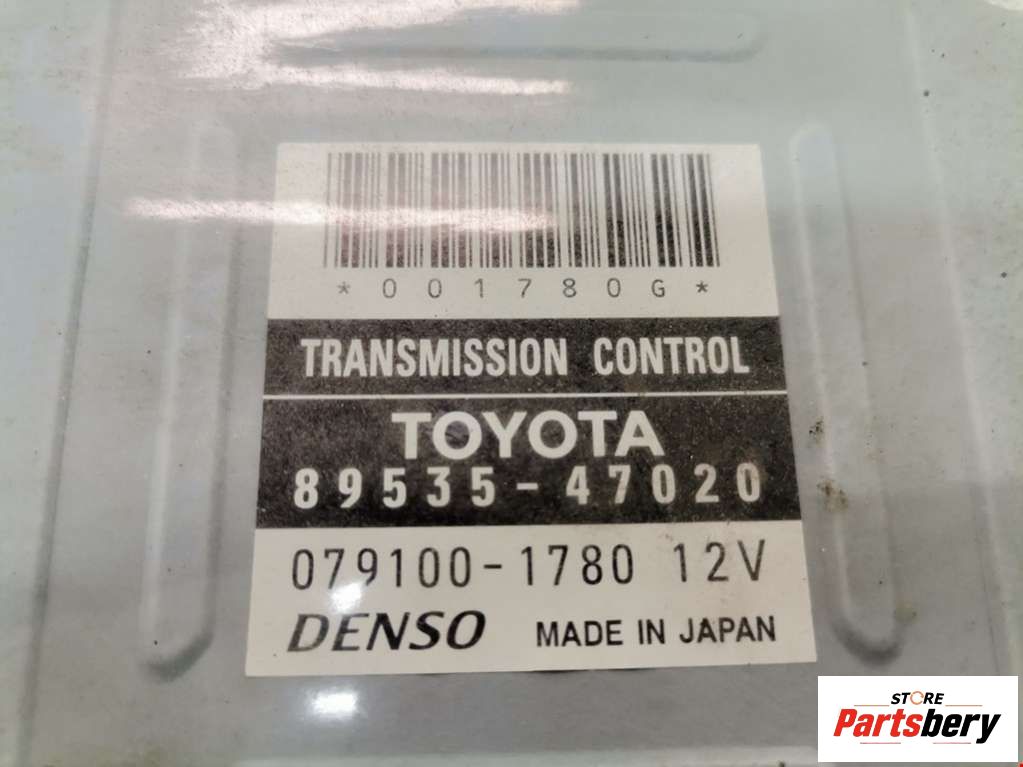 *001780G*
TRANSMISSION CONTROL
TOYOTA
89535-47020
079100-1780 12V
DENSO MADE IN JAPAN
STORE
Partsbery